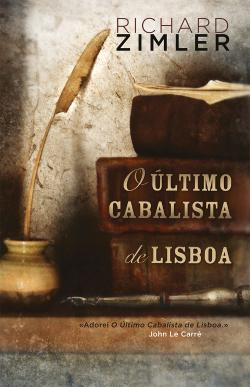 RICHARD
ZIMLER
O ÚLTIMO
CABALISTA
de LISBOA
«Adorei O Último Cabalista de Lisboa.»
John Le Carré